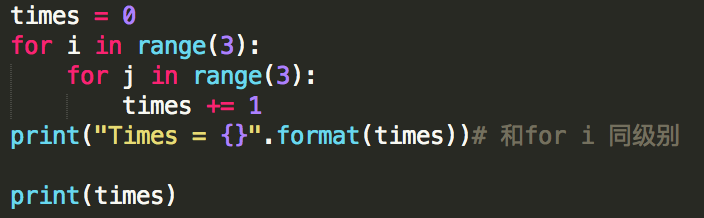 times = 0
for i in range(3):
    for j in range(3):
        times += 1
print("Times = {}".format(times))# 和for i 同级别
print(times)